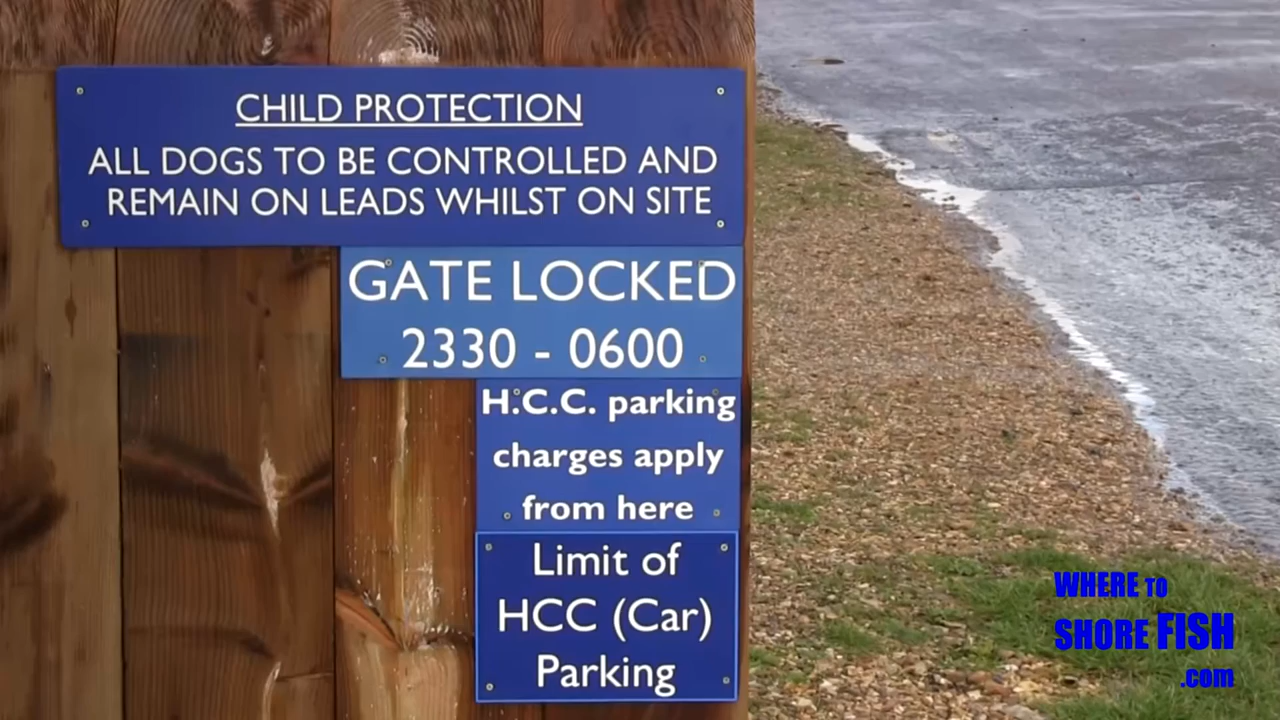 CHILD PROTECTION
ALL DOGS TO BE CONTROLLED AND
REMAIN ON LEADS WHILST ON SITE
GATE LOCKED
2330 - 0600
H.C.C. parking
charges apply
from here
Limit of
HCC (Car)
Parking
WHERE TO
SHORE FISH
.com